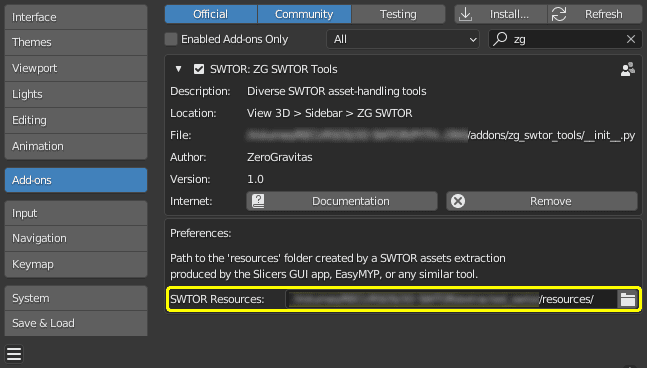 Interface
Themes
Viewport
Lights
Editing
Animation
Add-ons
Input
Navigation
Keymap
System
Save & Load
Official Community Testing Install... Refresh
Enabled Add-ons Only All zg
SWTOR: ZG SWTOR Tools
Description: Diverse SWTOR asset-handling tools
Location: View 3D > Sidebar > ZG SWTOR
File: /addons/zg_swtor_tools/__init__.py
Author: ZeroGravitas
Version: 1.0
Internet: Documentation Remove
Preferences:
Path to the 'resources' folder created by a SWTOR assets extraction
produced by the Slicers GUI app, EasyMYP, or any similar tool.
SWTOR Resources: /resources/